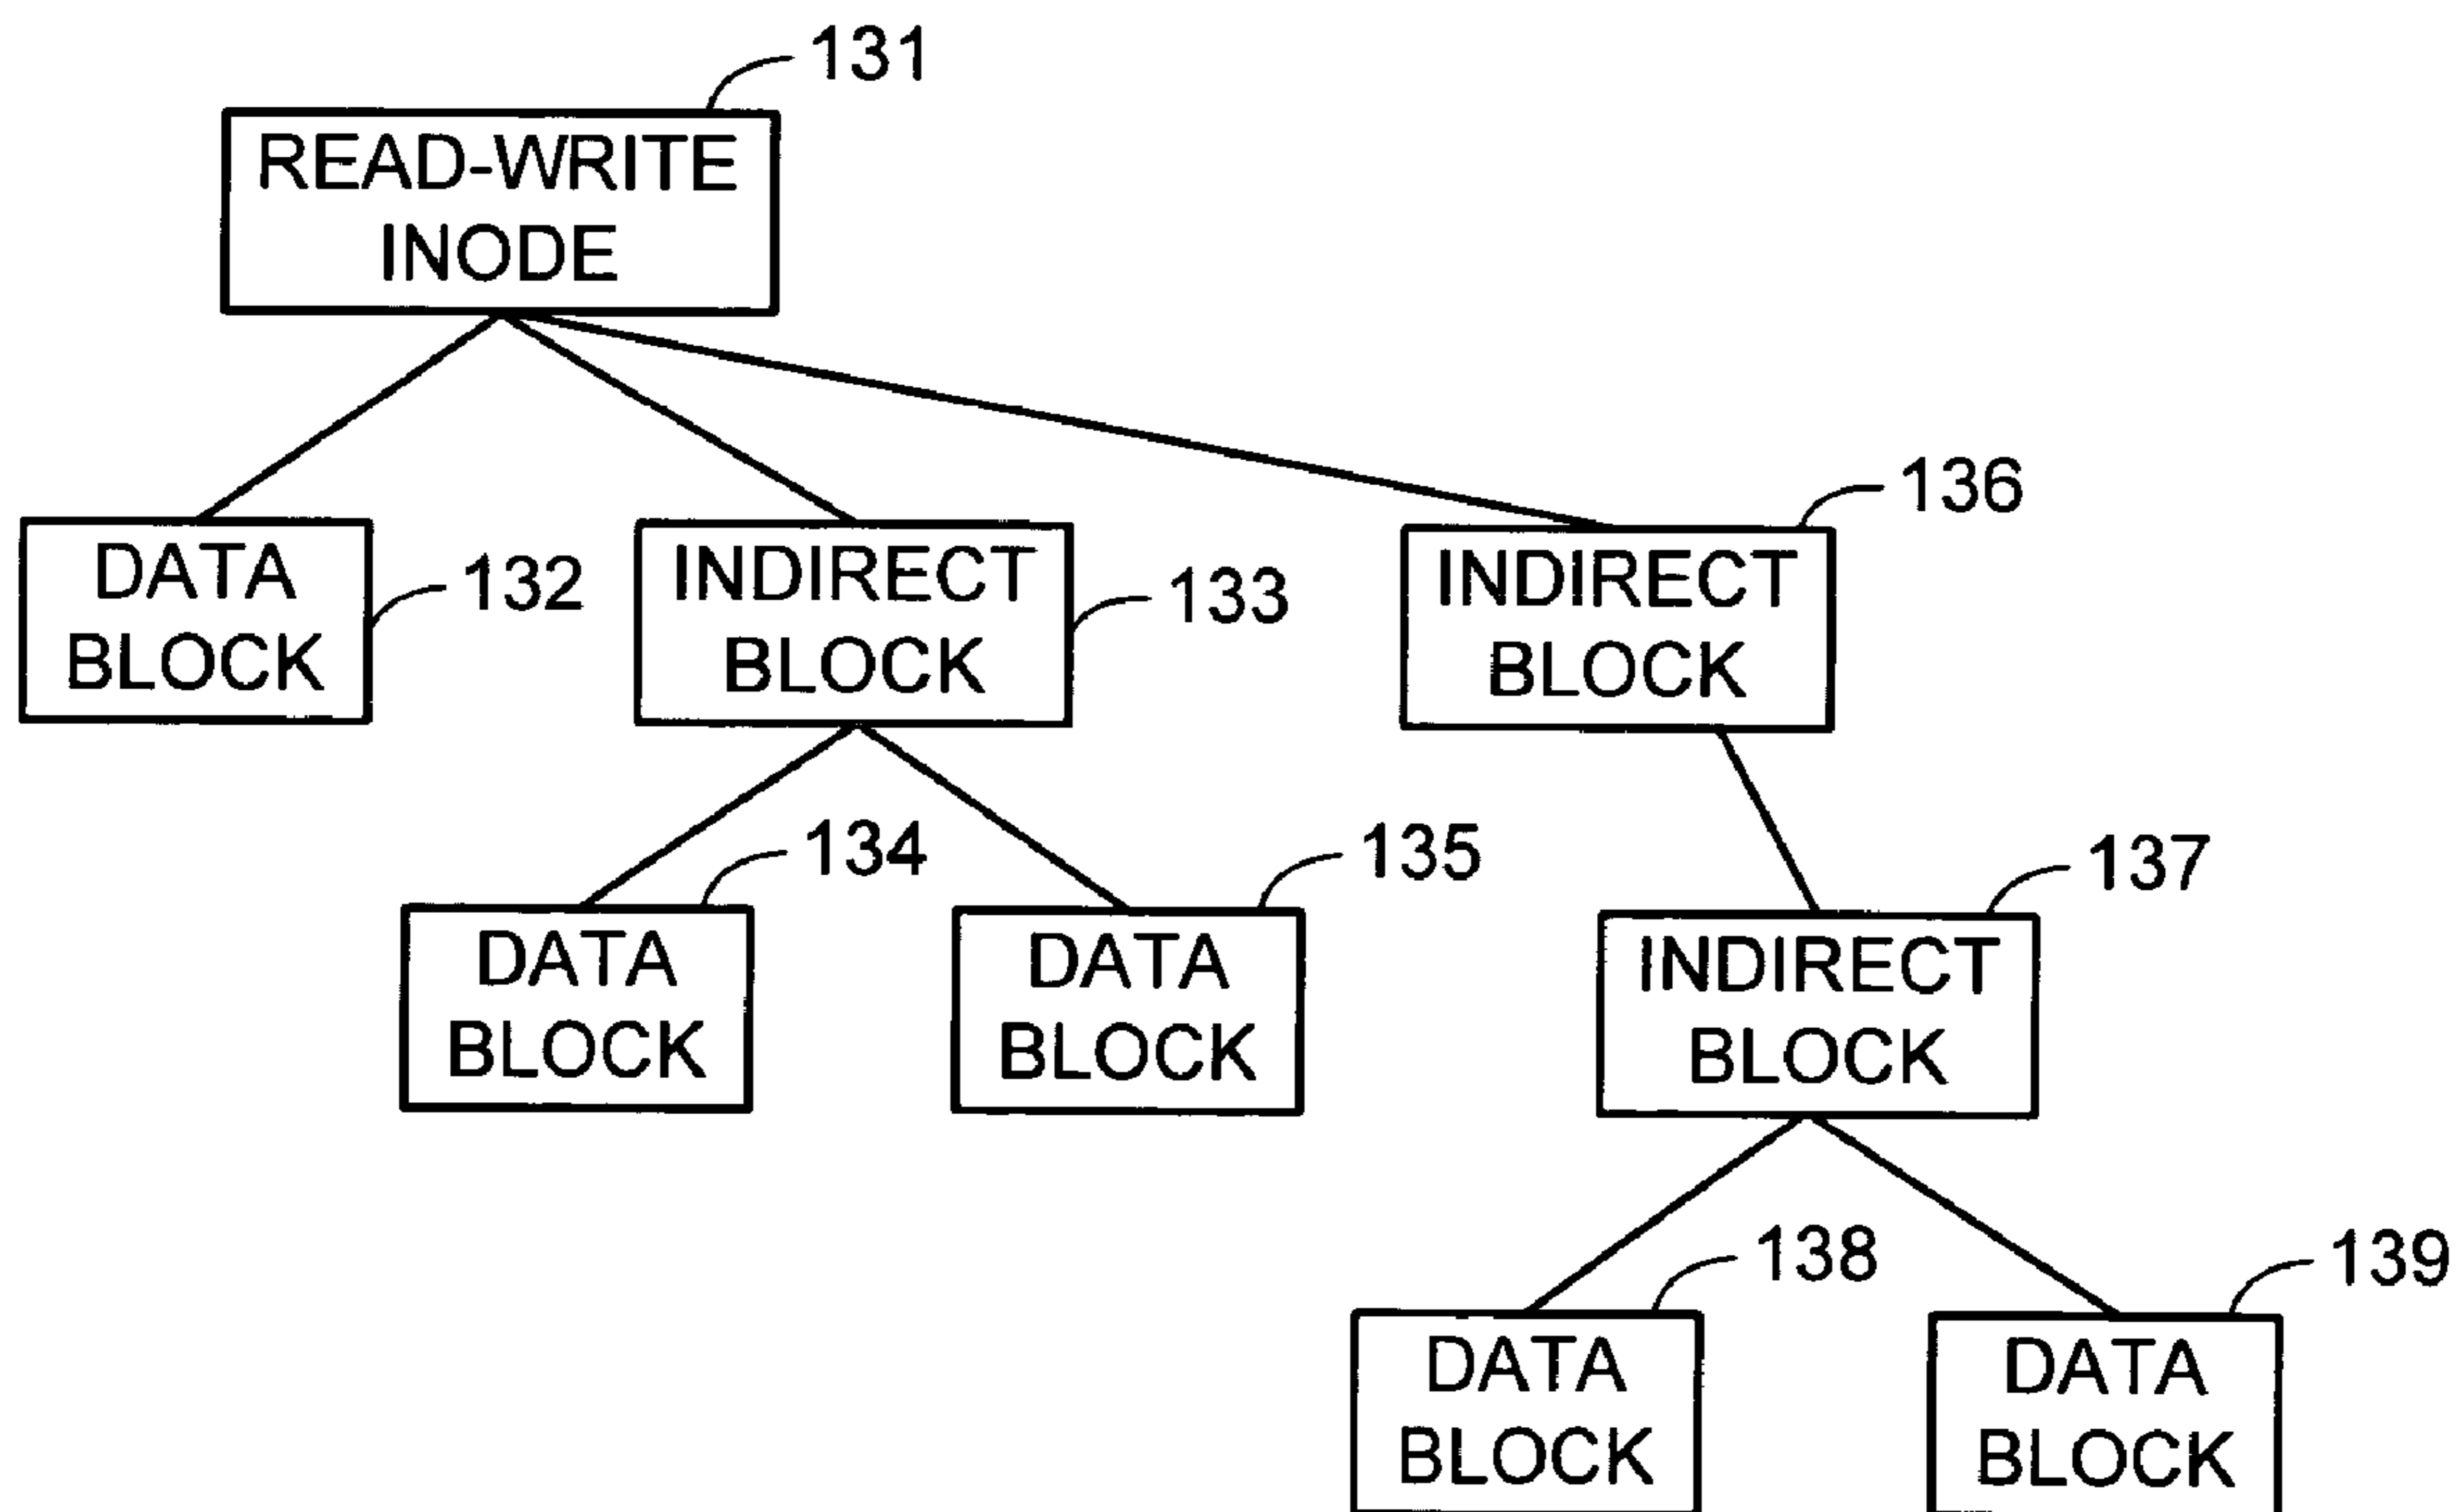 131
READ-WRITE
INODE
136
DATA
BLOCK
132
INDIRECT
BLOCK
133
INDIRECT
BLOCK
134
135
137
DATA
BLOCK
DATA
BLOCK
INDIRECT
BLOCK
138
139
DATA
BLOCK
DATA
BLOCK